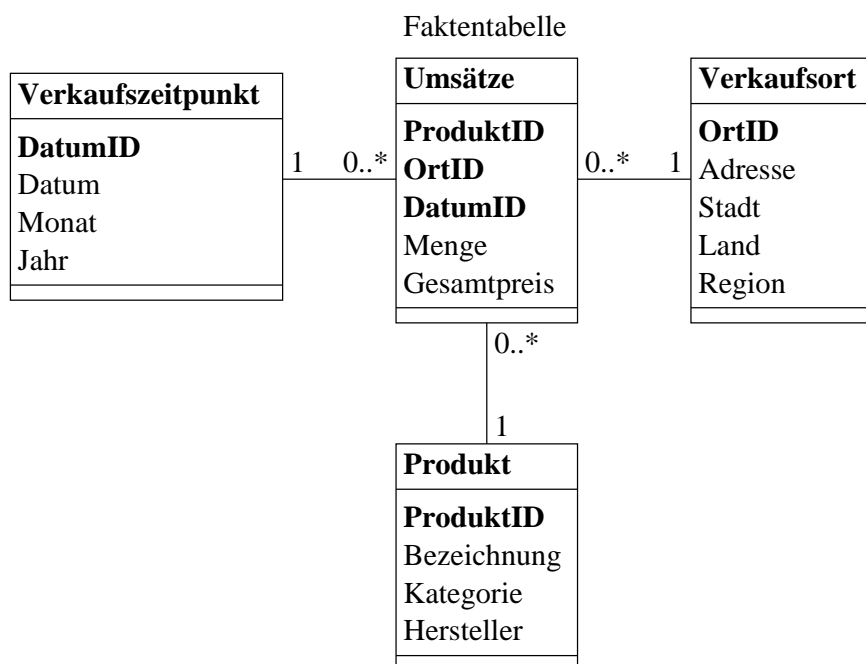 Faktentabelle
Verkaufszeitpunkt
DatumID
Datum
Monat
Jahr
1
0..*
Umsätze
ProduktID
OrtID
DatumID
Menge
Gesamtpreis
0..*
1
Verkaufsort
OrtID
Adresse
Stadt
Land
Region
0..*
1
Produkt
ProduktID
Bezeichnung
Kategorie
Hersteller